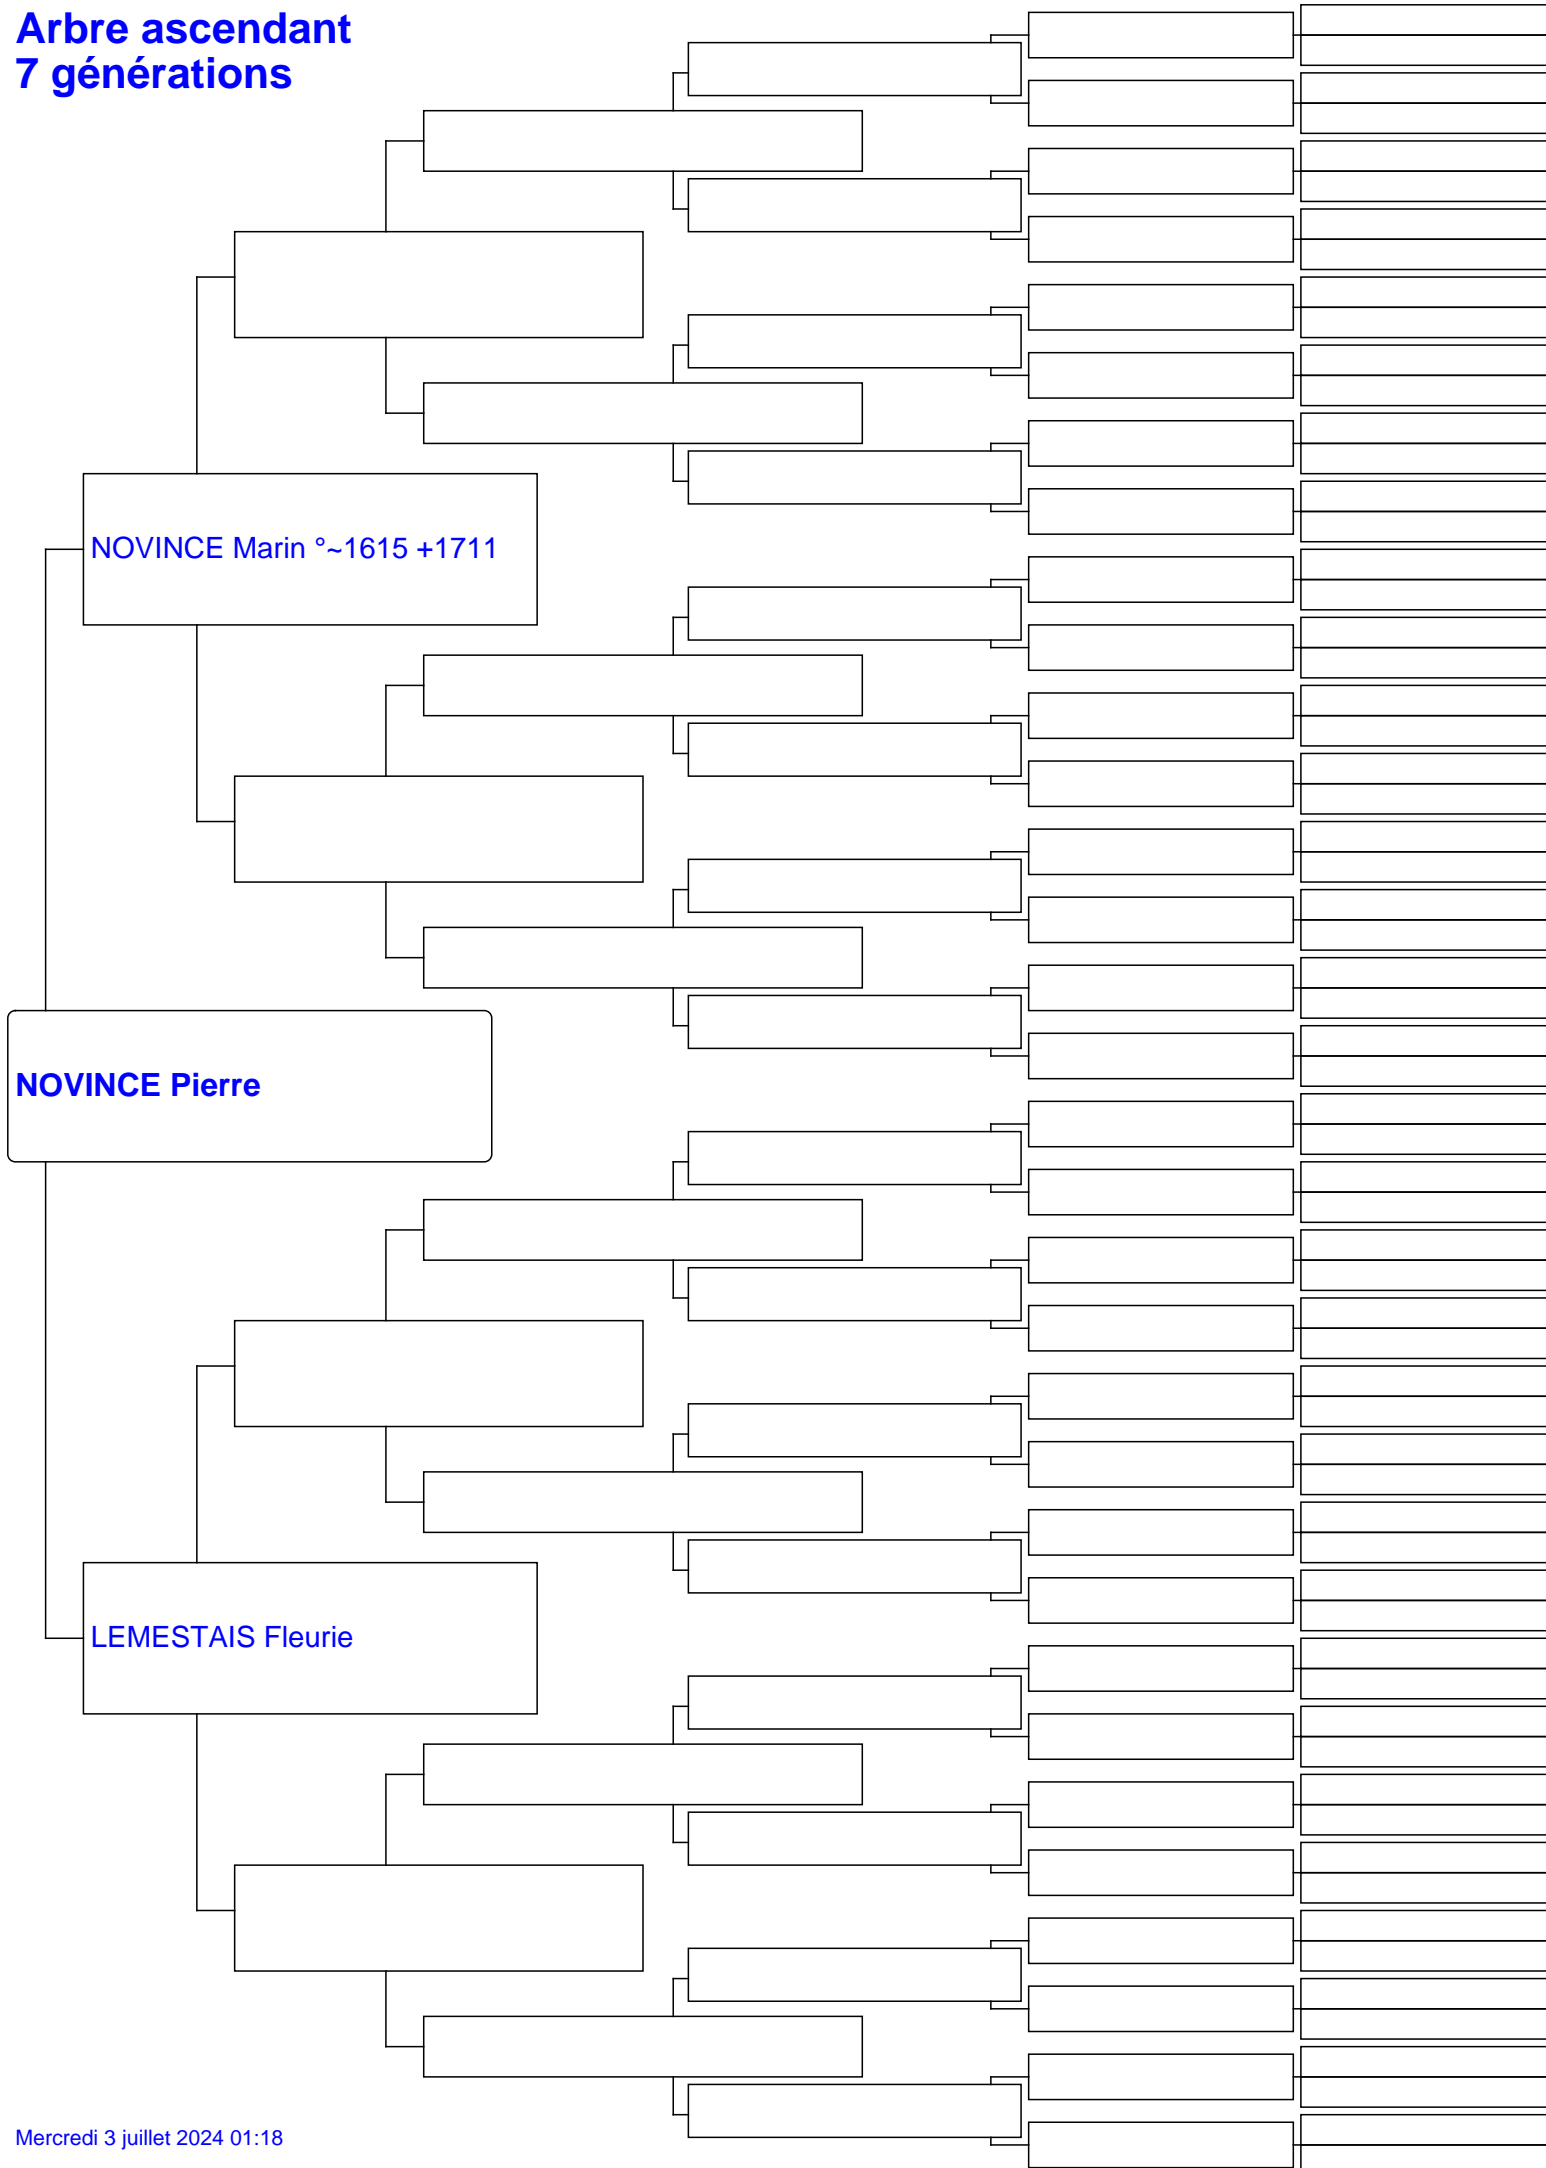 Arbre ascendant
7 générations
NOVINCE Marin °~1615 +1711
NOVINCE Pierre
LEMESTAIS Fleurie
Mercredi 3 juillet 2024 01:18